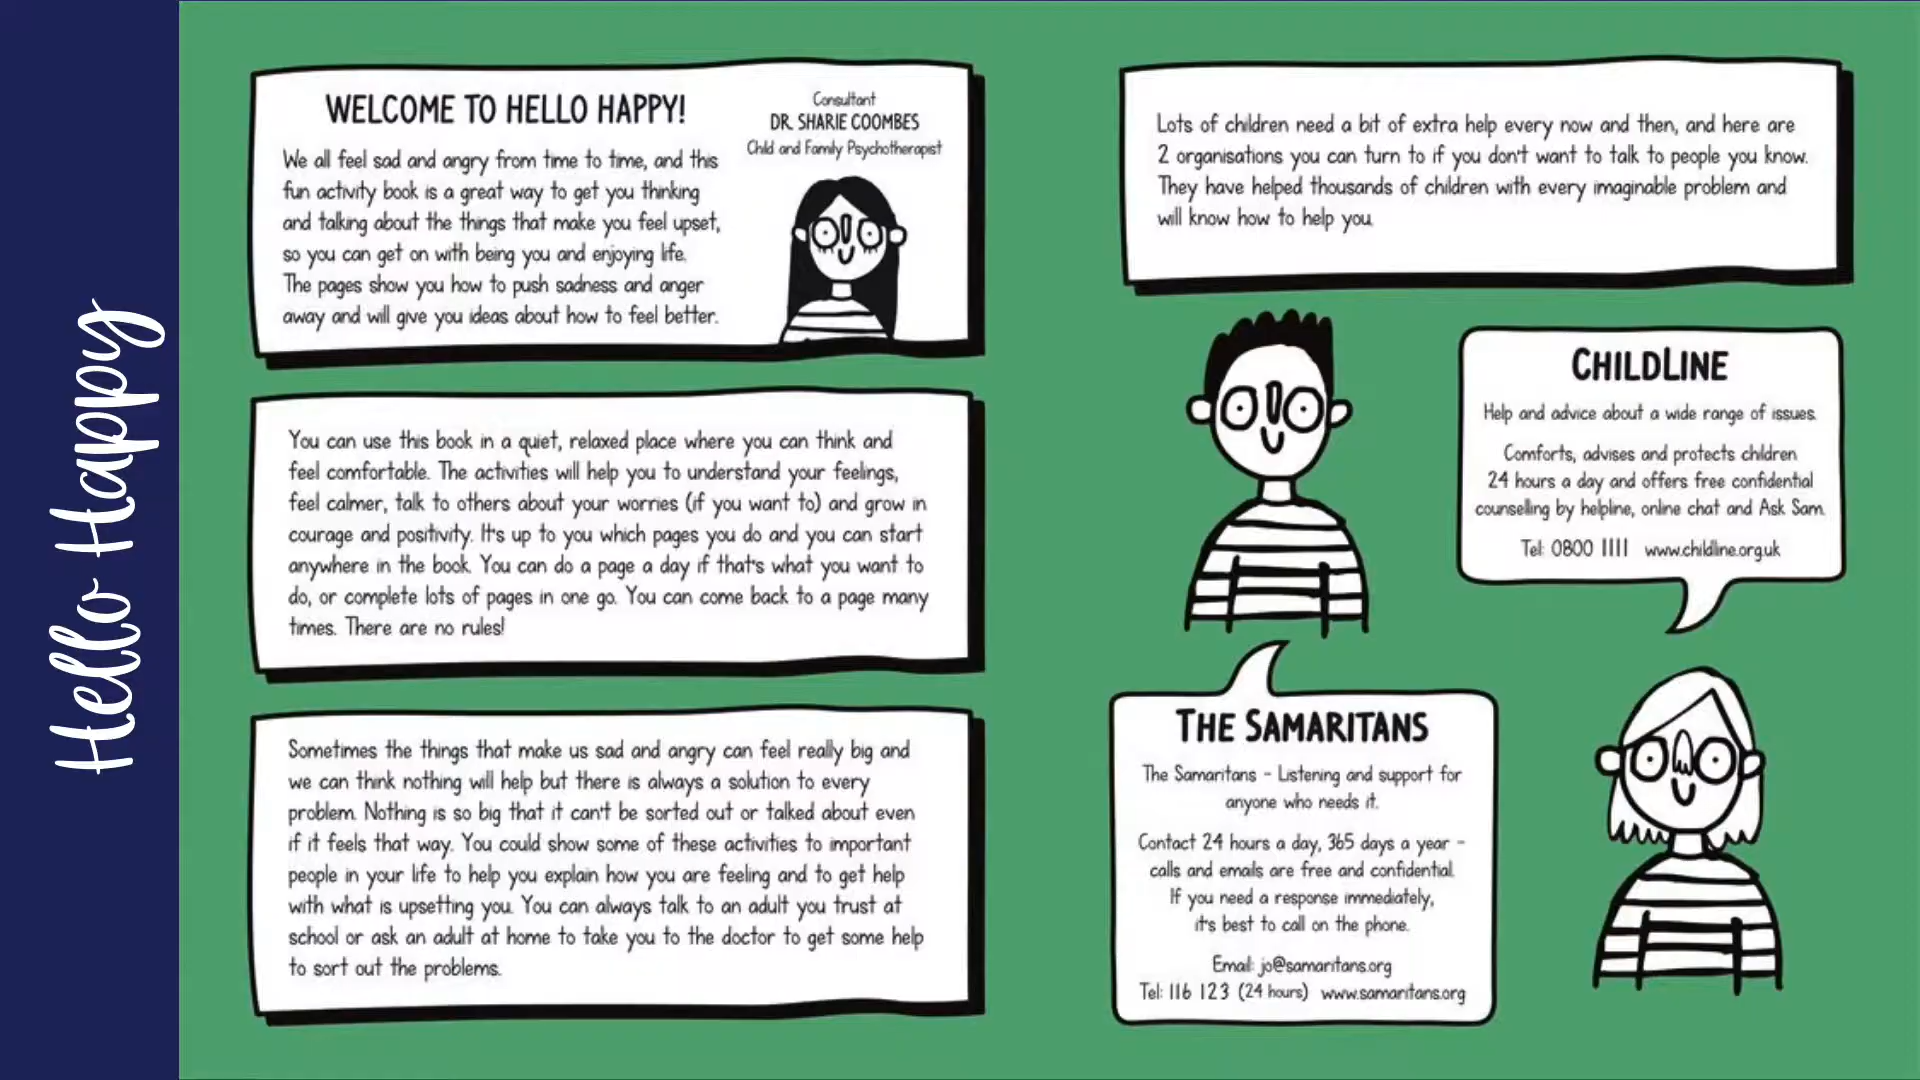 Hello Happy
WELCOME TO HELLO HAPPY!
We all feel sad and angry from time to time, and this
fun activity book is a great way to get you thinking
and talking about the things that make you feel upset,
so you can get on with being you and enjoying life.
The pages show you how to push sadness and anger
away and will give you ideas about how to feel better.
Consultant
DR. SHARIE COOMBES
Child and Family Psychotherapist
You can use this book in a quiet, relaxed place where you can think and
feel comfortable. The activities will help you to understand your feelings,
feel calmer, talk to others about your worries (if you want to) and grow in
courage and positivity. It's up to you which pages you do and you can start
anywhere in the book. You can do a page a day if that's what you want to
do, or complete lots of pages in one go. You can come back to a page many
times. There are no rules!
Sometimes the things that make us sad and angry can feel really big and
we can think nothing will help but there is always a solution to every
problem. Nothing is so big that it can't be sorted out or talked about even
if it feels that way. You could show some of these activities to important
people in your life to help you explain how you are feeling and to get help
with what is upsetting you. You can always talk to an adult you trust at
school or ask an adult at home to take you to the doctor to get some help
to sort out the problems.
Lots of children need a bit of extra help every now and then, and here are
2 organisations you can turn to if you don't want to talk to people you know.
They have helped thousands of children with every imaginable problem and
will know how to help you.
CHILDLINE
Help and advice about a wide range of issues.
Comforts, advises and protects children
24 hours a day and offers free confidential
counselling by helpline, online chat and Ask Sam.
Tel: 0800 1111 www.childline.org.uk
THE SAMARITANS
The Samaritans - Listening and support for
anyone who needs it.
Contact 24 hours a day, 365 days a year -
calls and emails are free and confidential.
If you need a response immediately,
it's best to call on the phone.
Email: jo@samaritans.org
Tel: 116 123 (24 hours) www.samaritans.org